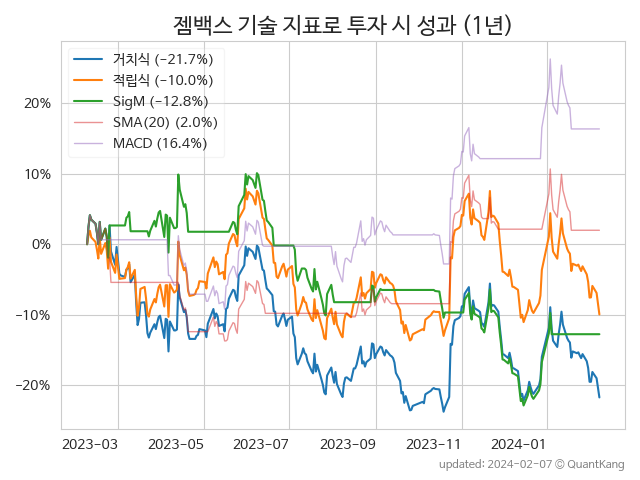 젬백스 기술 지표로 투자 시 성과 (1년)
거치식 (−21.7%)
적립식 (−10.0%)
SigM (−12.8%)
SMA(20) (2.0%)
MACD (16.4%)
20%
10%
0%
−10%
−20%
2023-03 2023-05 2023-07 2023-09 2023-11 2024-01
updated: 2024-02-07 © QuantKang